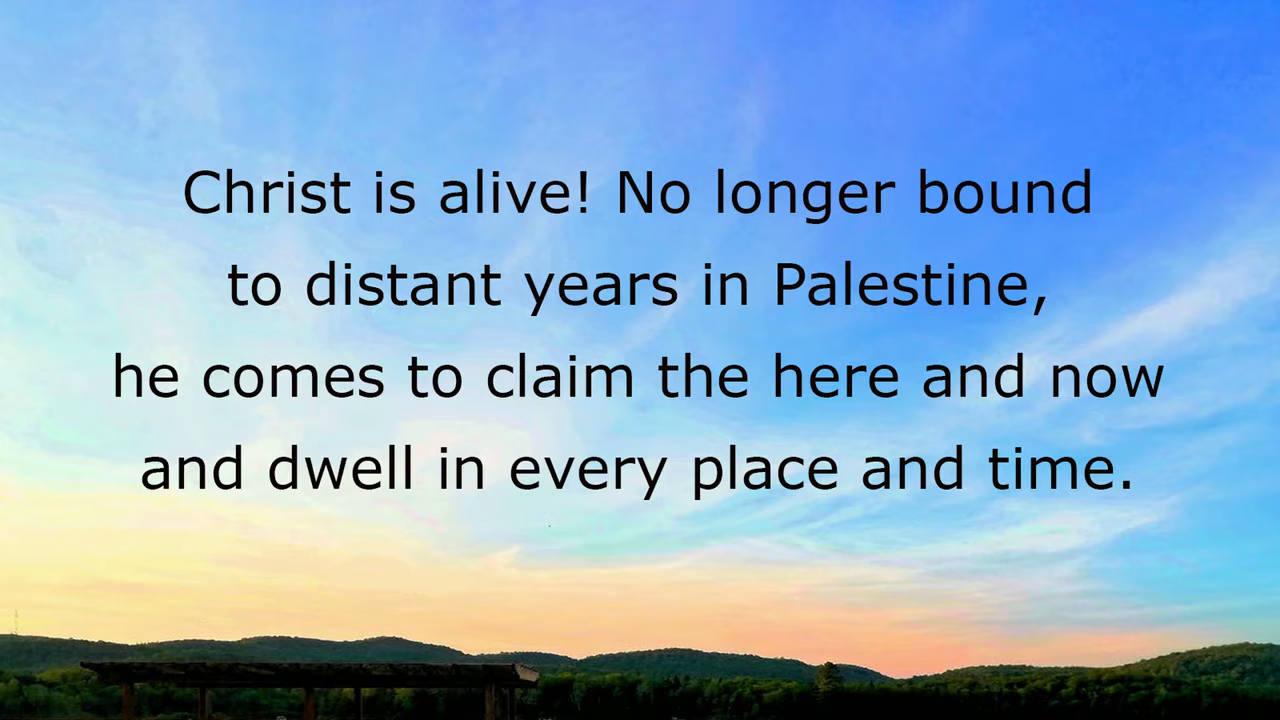 Christ is alive! No longer bound
to distant years in Palestine,
he comes to claim the here and now
and dwell in every place and time.